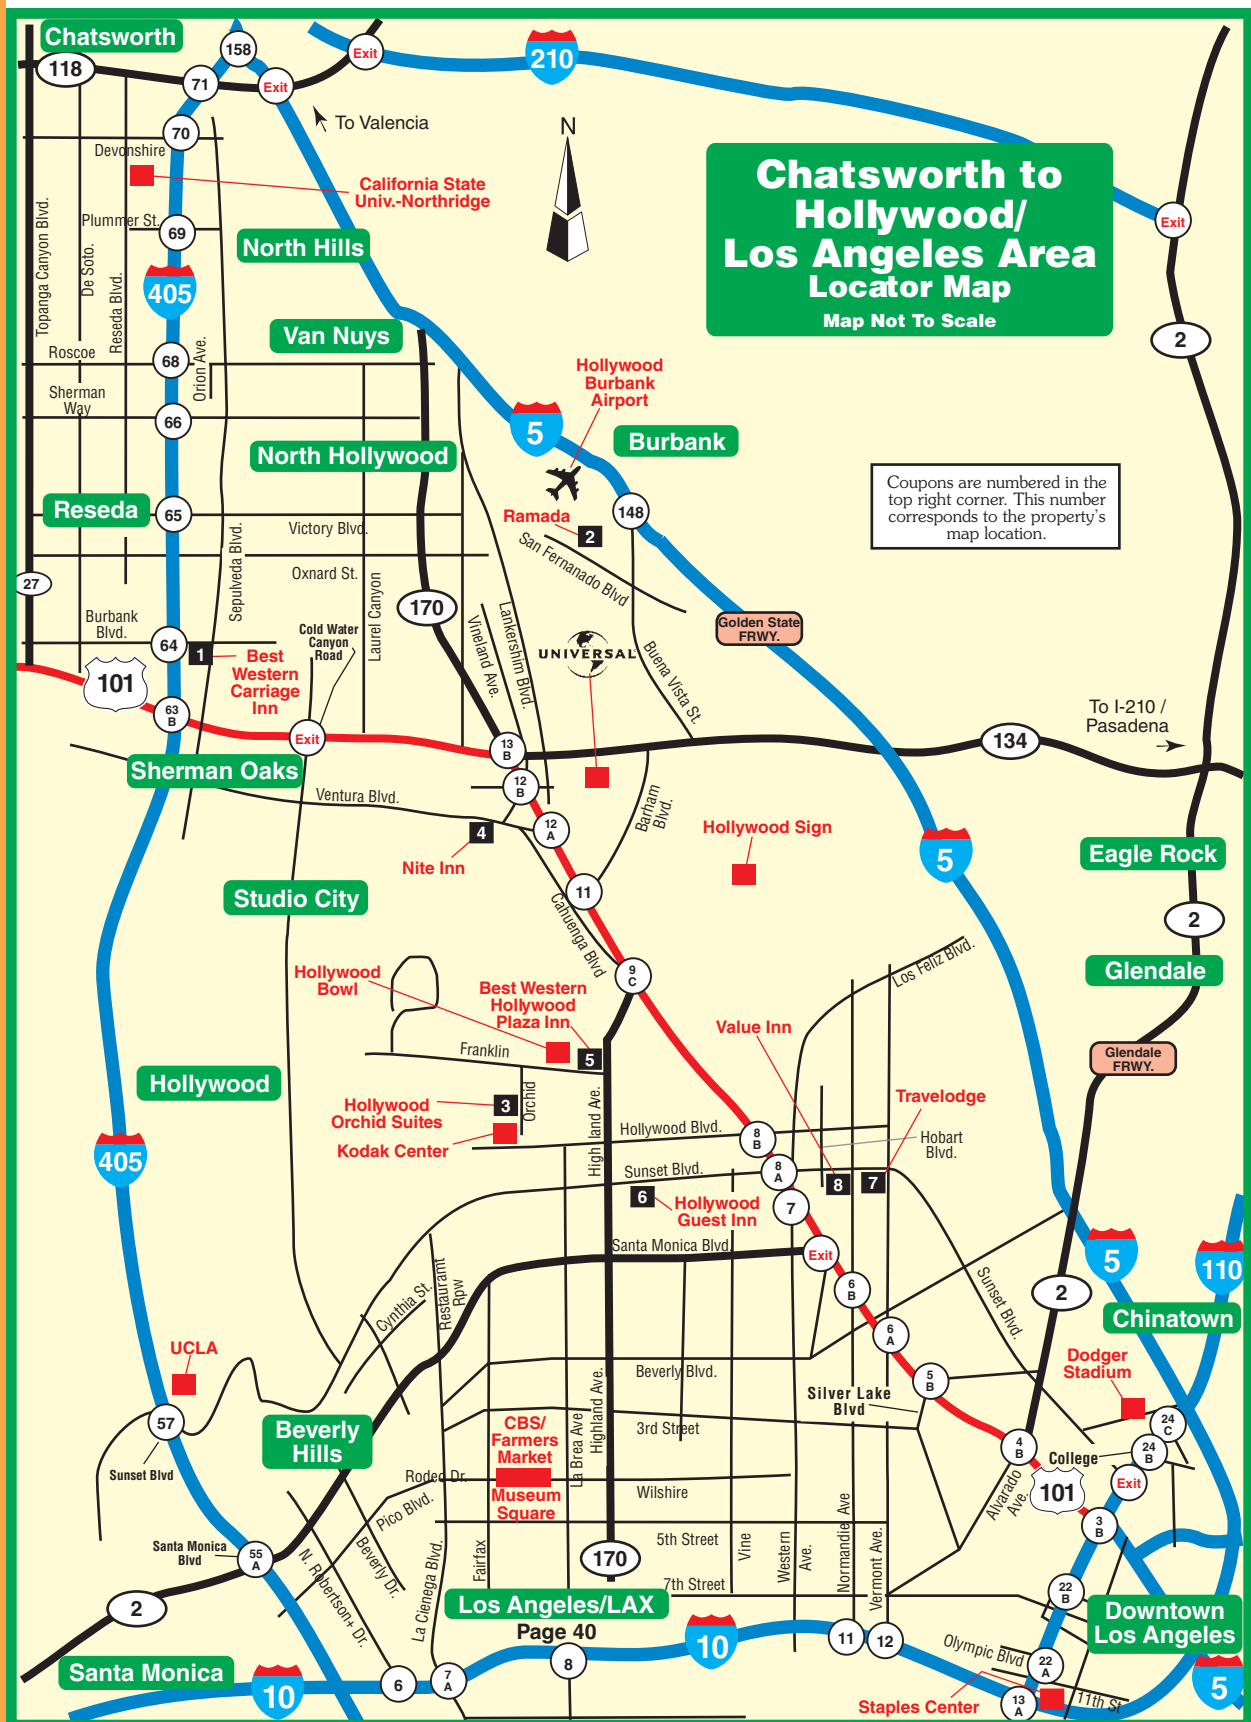 Chatsworth
118
158
71
Exit
Exit
210
70
To Valencia
N
Devonshire
California State
Univ.-Northridge
Chatsworth to
Hollywood/
Los Angeles Area
Locator Map
Map Not To Scale
Exit
Plummer St.
69
North Hills
Topanga Canyon Blvd.
De Soto.
Reseda Blvd.
405
Van Nuys
2
Roscoe
68
Orion Ave.
Sherman
Way
66
Hollywood
Burbank
Airport
5
Burbank
North Hollywood
Coupons are numbered in the
top right corner. This number
corresponds to the property's
map location.
Reseda
65
Victory Blvd.
Ramada
2
148
San Fernanado Blvd
Sepulveda Blvd.
Oxnard St.
27
Laurel Canyon
170
Vineland Ave.
Lankershim Blvd.
Burbank
Blvd.
64
1
Best
Western
Carriage
Inn
Cold Water
Canyon
Road
UNIVERSAL
Buena Vista St.
Golden State
FRWY.
101
63
B
Exit
13
B
134
To I-210 /
Pasadena
Sherman Oaks
12
B
Ventura Blvd.
12
A
Barham
Blvd.
4
Nite Inn
Hollywood Sign
5
Eagle Rock
Studio City
11
Cahuenga Blvd
2
Hollywood
Bowl
9
C
Los Feliz Blvd.
Glendale
Best Western
Hollywood
Plaza Inn
5
Franklin
Value Inn
Glendale
FRWY.
Hollywood
Hollywood
Orchid Suites
3
Orchid
Kodak Center
High land Ave.
Travelodge
Hollywood Blvd.
8
B
Hobart
Blvd.
405
Sunset Blvd.
8
A
8
7
6
Hollywood
Guest Inn
7
Santa Monica Blvd.
Exit
5
110
Cynthia St.
Restauramt
Rpw
6
B
Sunset Blvd.
2
Chinatown
6
A
UCLA
Beverly Blvd.
5
B
Silver Lake
Blvd
Dodger
Stadium
57
Sunset Blvd
Beverly
Hills
CBS/
Farmers
Market
La Brea Ave
Highland Ave.
3rd Street
24
C
4
B
College
24
B
Rodeo Dr.
Museum
Square
Wilshire
Alvarado
Ave.
101
Exit
Pico Blvd.
3
B
Santa Monica
Blvd
55
A
N. Robertson+ Dr.
Beverly Dr.
La Cienega Blvd.
Fairfax
170
5th Street
Vine
Western
Ave.
Normandie Ave
Vermont Ave.
7th Street
22
B
2
Los Angeles/LAX
Page 40
Downtown
Los Angeles
Santa Monica
10
6
7
A
8
10
11
12
Olympic Blvd
22
A
5
Staples Center
13
A
11th St